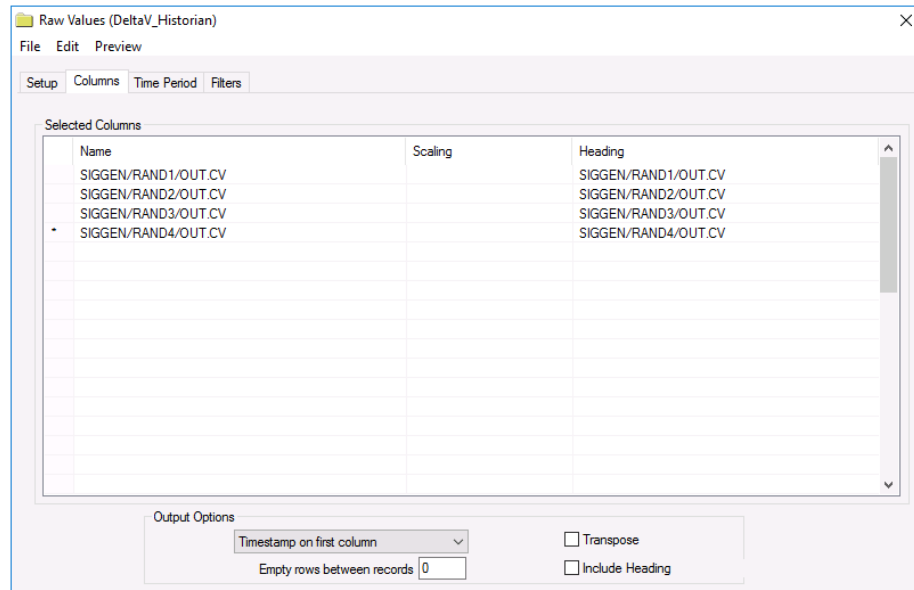 Raw Values (DeltaV_Historian)
File Edit Preview
Setup Columns Time Period Filters
Selected Columns
Name Scaling Heading
SIGGEN/RAND1/OUT.CV SIGGEN/RAND1/OUT.CV
SIGGEN/RAND2/OUT.CV SIGGEN/RAND2/OUT.CV
SIGGEN/RAND3/OUT.CV SIGGEN/RAND3/OUT.CV
* SIGGEN/RAND4/OUT.CV SIGGEN/RAND4/OUT.CV
Output Options
Timestamp on first column Transpose
Empty rows between records 0 Include Heading